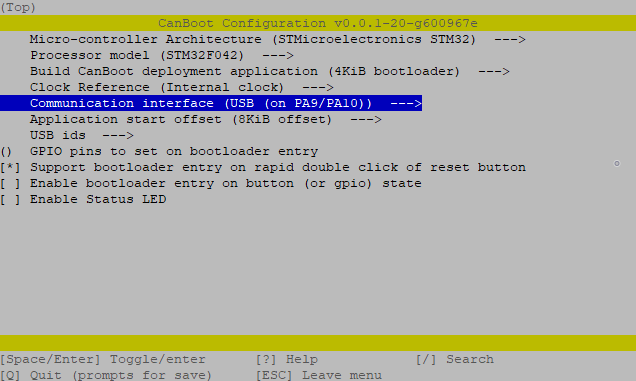 (Top)
CanBoot Configuration v0.0.1-20-g600967e
Micro-controller Architecture (STMicroelectronics STM32)  --->
Processor model (STM32F042)  --->
Build CanBoot deployment application (4KiB bootloader)  --->
Clock Reference (Internal clock)  --->
Communication interface (USB (on PA9/PA10))  --->
Application start offset (8KiB offset)  --->
USB ids  --->
()  GPIO pins to set on bootloader entry
[*] Support bootloader entry on rapid double click of reset button
[ ] Enable bootloader entry on button (or gpio) state
[ ] Enable Status LED
[Space/Enter] Toggle/enter [?] Help [/] Search
[Q] Quit (prompts for save) [ESC] Leave menu